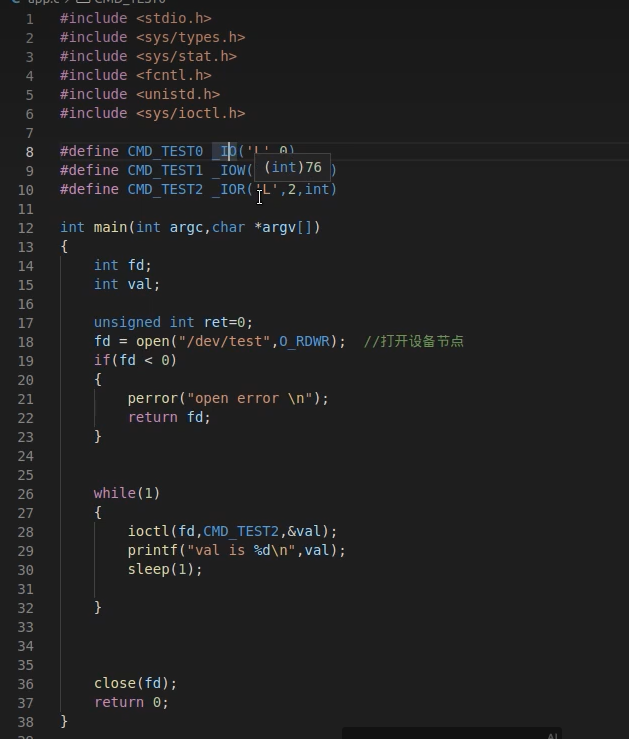 app.c > CMD_TEST0
1 #include <stdio.h>
2 #include <sys/types.h>
3 #include <sys/stat.h>
4 #include <fcntl.h>
5 #include <unistd.h>
6 #include <sys/ioctl.h>
7
8 #define CMD_TEST0 _IO('L',0)
9 #define CMD_TEST1 _IOW( (int)76 )
10 #define CMD_TEST2 _IOR('L',2,int)
11
12 int main(int argc,char *argv[])
13 {
14     int fd;
15     int val;
16
17     unsigned int ret=0;
18     fd = open("/dev/test",O_RDWR);  //打开设备节点
19     if(fd < 0)
20     {
21         perror("open error \n");
22         return fd;
23     }
24
25
26     while(1)
27     {
28         ioctl(fd,CMD_TEST2,&val);
29         printf("val is %d\n",val);
30         sleep(1);
31
32     }
33
34
35
36     close(fd);
37     return 0;
38 }